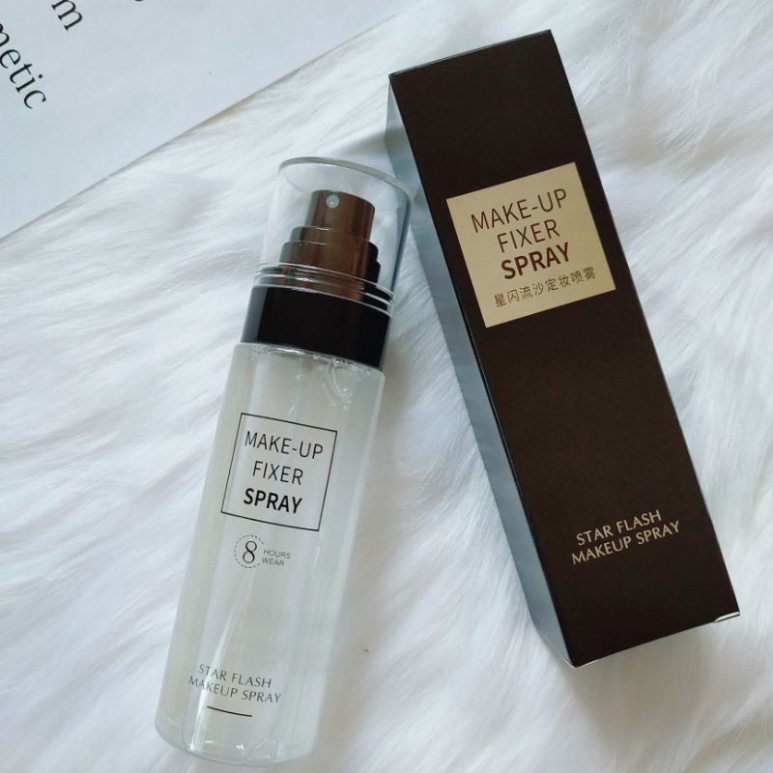 metic
MAKE-UP
FIXER
SPRAY
8 HOURS
WEAR
STAR FLASH
MAKEUP SPRAY
MAKE-UP
FIXER
SPRAY
星闪流沙定妆喷雾
STAR FLASH
MAKEUP SPRAY